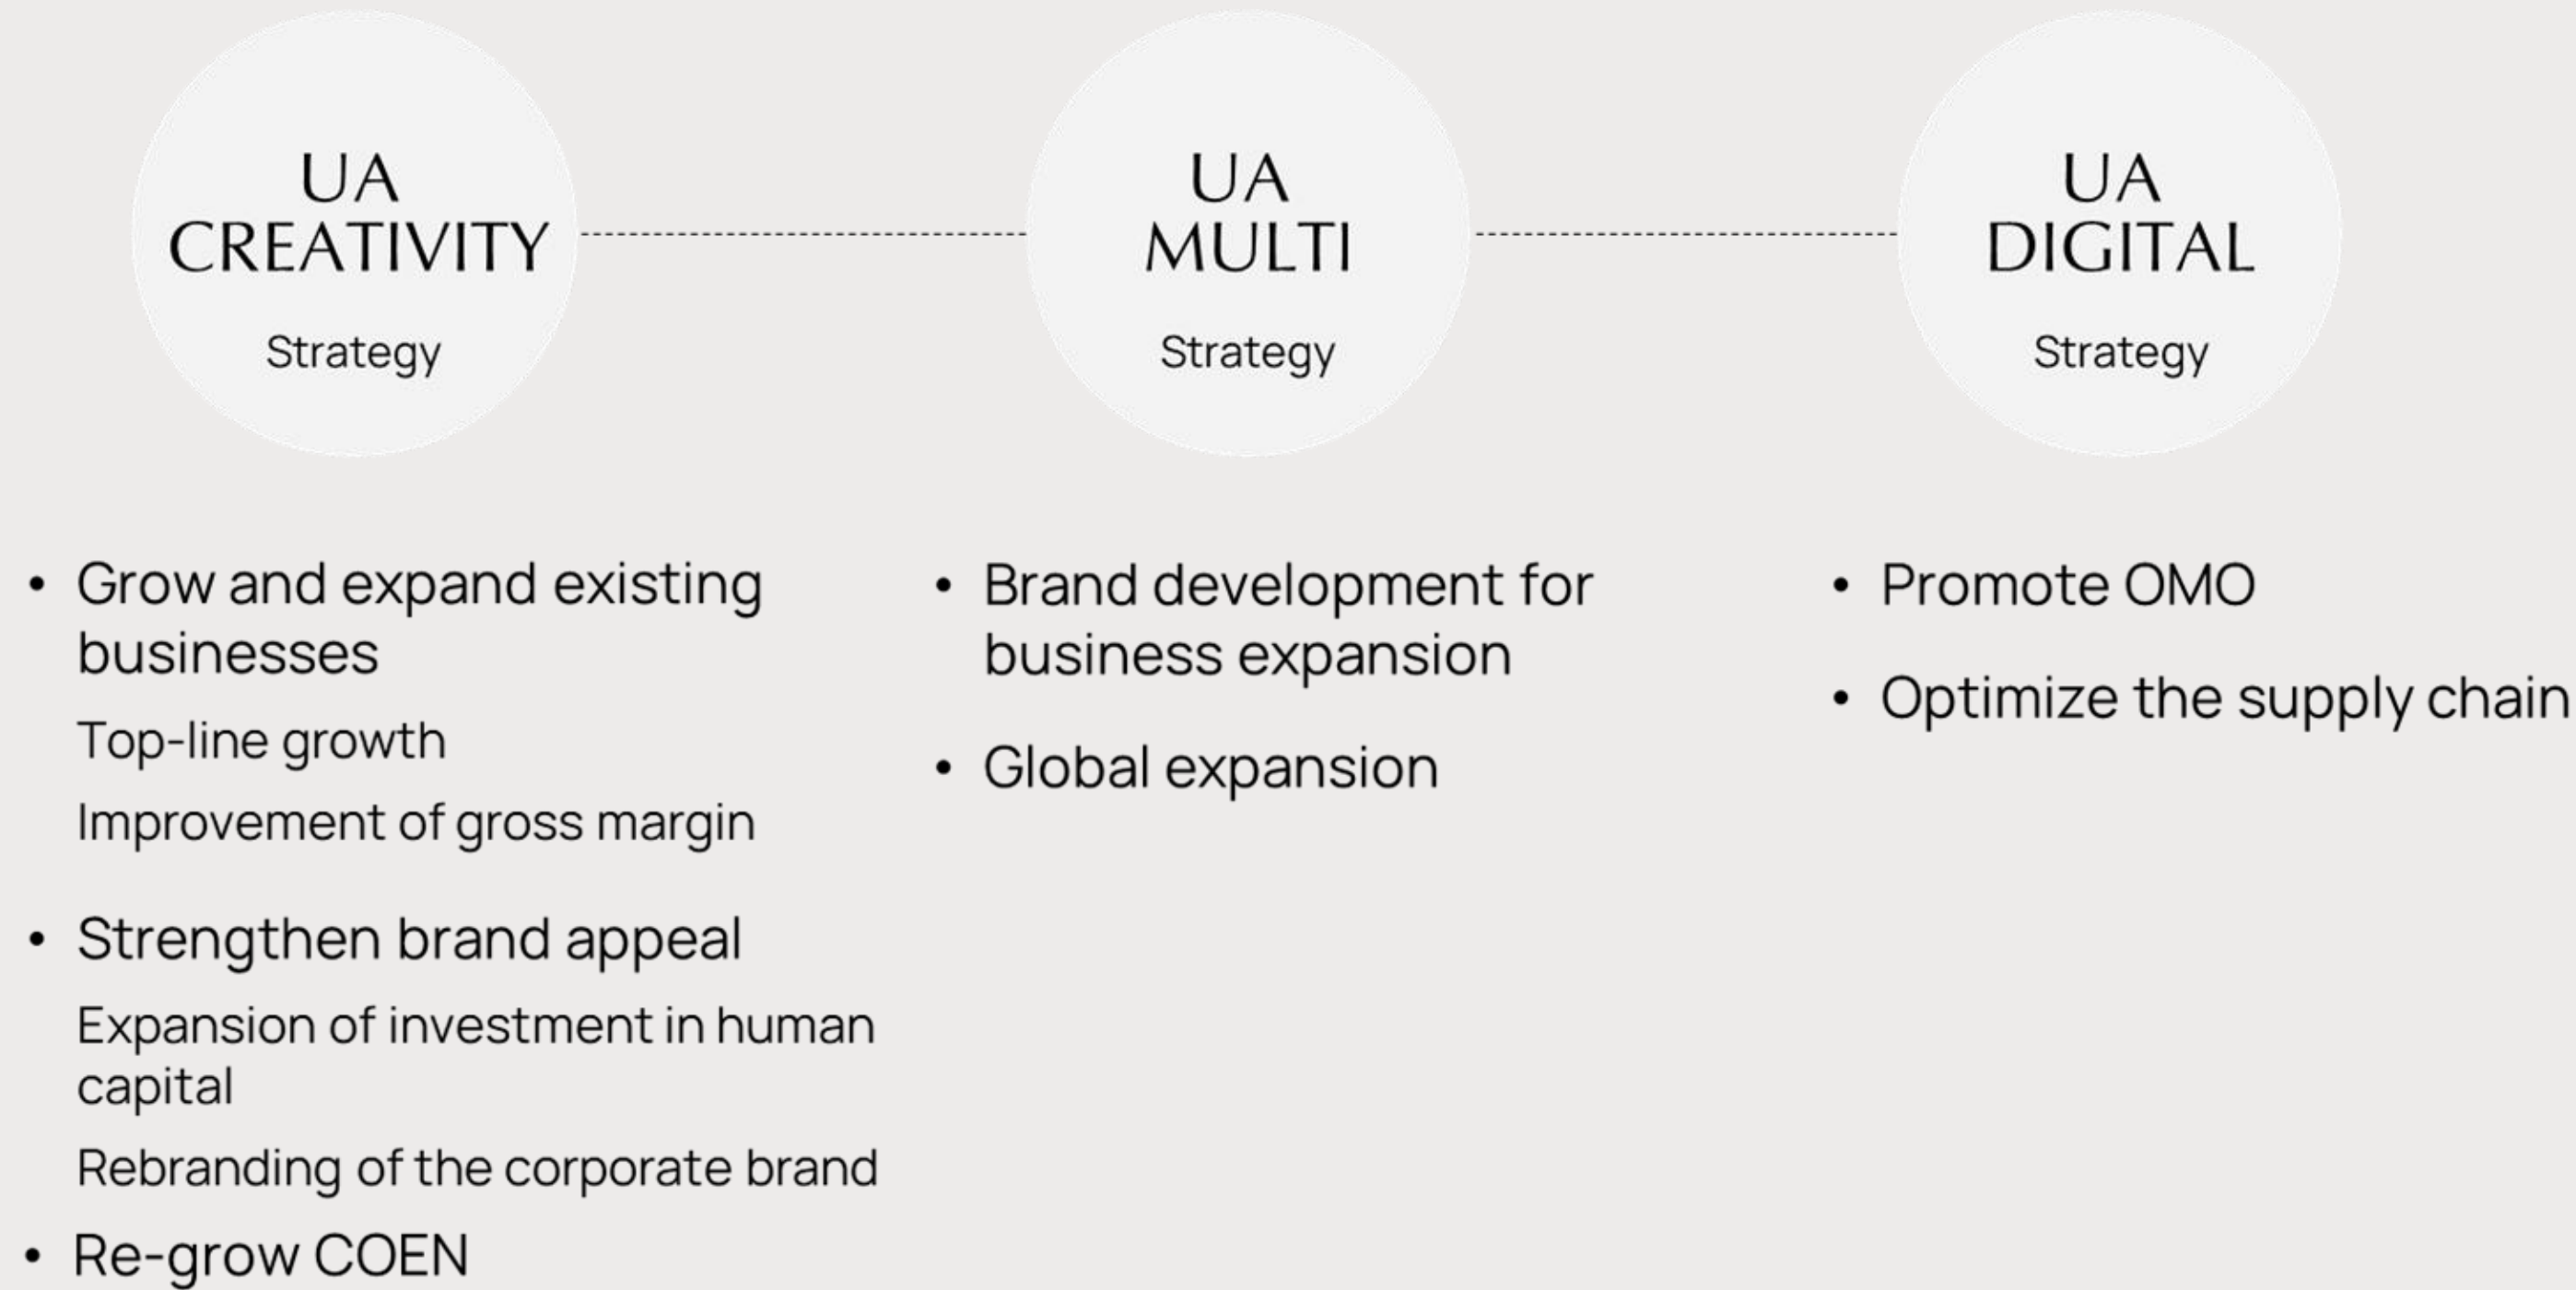 UA
CREATIVITY
Strategy
UA
MULTI
Strategy
UA
DIGITAL
Strategy
• Grow and expand existing
businesses
Top-line growth
Improvement of gross margin
• Strengthen brand appeal
Expansion of investment in human
capital
Rebranding of the corporate brand
• Re-grow COEN
• Brand development for
business expansion
• Global expansion
• Promote OMO
• Optimize the supply chain